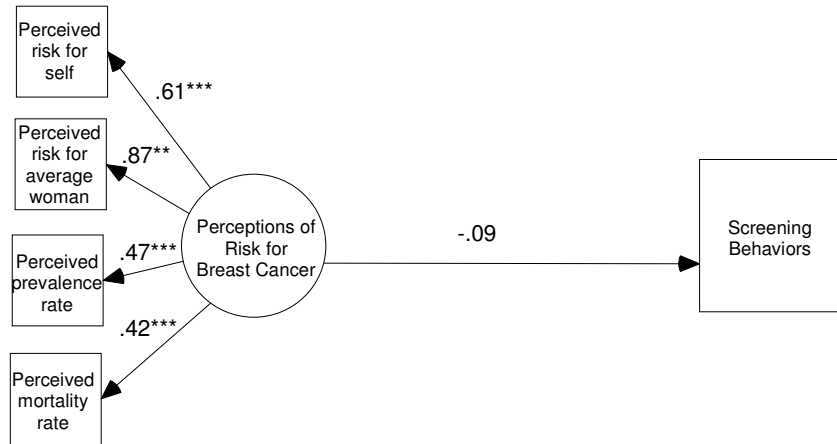 Perceived
risk for
self
.61***
Perceived
risk for
average
woman
.87**
Perceived
prevalence
rate
.47***
Perceived
mortality
rate
.42***
Perceptions of
Risk for
Breast Cancer
-.09
Screening
Behaviors